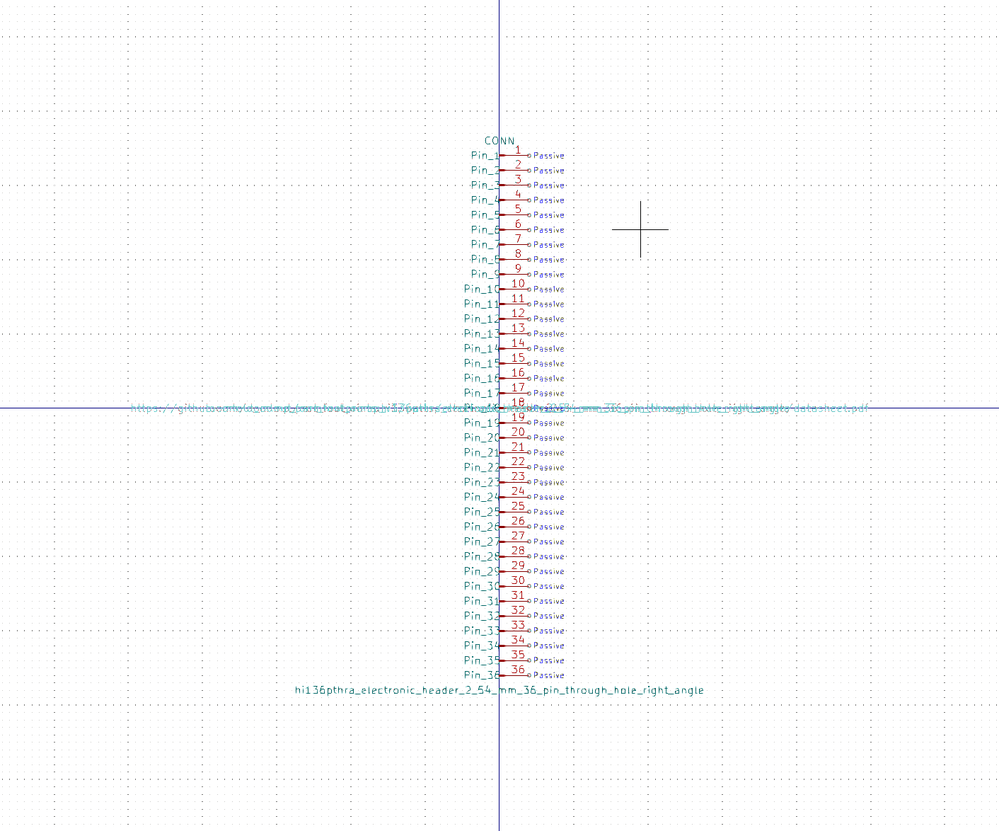 CONN
Pin_1 1 Passive
Pin_2 2 Passive
Pin_3 3 Passive
Pin_4 4 Passive
Pin_5 5 Passive
Pin_6 6 Passive
Pin_7 7 Passive
Pin_8 8 Passive
Pin_9 9 Passive
Pin_10 10 Passive
Pin_11 11 Passive
Pin_12 12 Passive
Pin_13 13 Passive
Pin_14 14 Passive
Pin_15 15 Passive
Pin_16 16 Passive
Pin_17 17 Passive
18
Pin_19 19 Passive
Pin_20 20 Passive
Pin_21 21 Passive
Pin_22 22 Passive
Pin_23 23 Passive
Pin_24 24 Passive
Pin_25 25 Passive
Pin_26 26 Passive
Pin_27 27 Passive
Pin_28 28 Passive
Pin_29 29 Passive
Pin_30 30 Passive
Pin_31 31 Passive
Pin_32 32 Passive
Pin_33 33 Passive
Pin_34 34 Passive
Pin_35 35 Passive
Pin_36 36 Passive
hi136pthra_electronic_header_2_54_mm_36_pin_through_hole_right_angle